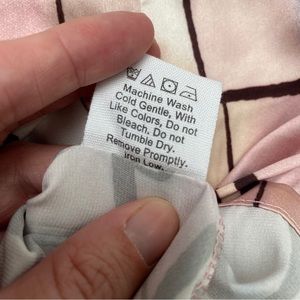 Machine Wash
Cold Gentle, With
Like Colors, Do not
Bleach. Do not
Tumble Dry.
Remove Promptly.
Iron Low.